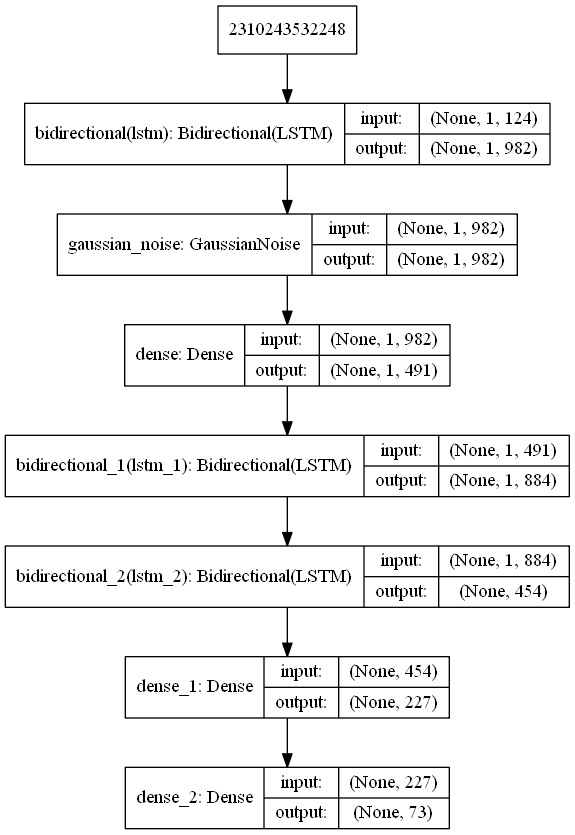 2310243532248
bidirectional(lstm): Bidirectional(LSTM)
input: (None, 1, 124)
output: (None, 1, 982)
gaussian_noise: GaussianNoise
input: (None, 1, 982)
output: (None, 1, 982)
dense: Dense
input: (None, 1, 982)
output: (None, 1, 491)
bidirectional_1(lstm_1): Bidirectional(LSTM)
input: (None, 1, 491)
output: (None, 1, 884)
bidirectional_2(lstm_2): Bidirectional(LSTM)
input: (None, 1, 884)
output: (None, 454)
dense_1: Dense
input: (None, 454)
output: (None, 227)
dense_2: Dense
input: (None, 227)
output: (None, 73)